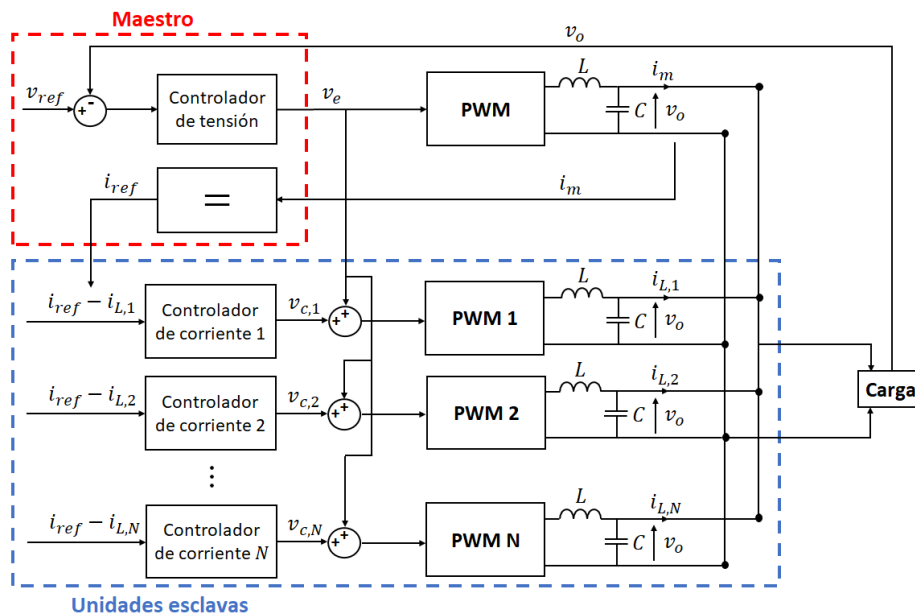 Maestro
v_o
v_ref
+
-
Controlador
de tensión
v_e
PWM
L
i_m
C
v_o
i_ref
=
i_m
i_ref − i_L,1
Controlador
de corriente 1
v_c,1
+
+
PWM 1
L
i_L,1
C
v_o
i_ref − i_L,2
Controlador
de corriente 2
v_c,2
+
+
PWM 2
L
i_L,2
C
v_o
Carga
⋮
i_ref − i_L,N
Controlador
de corriente N
v_c,N
+
+
PWM N
L
i_L,N
C
v_o
Unidades esclavas